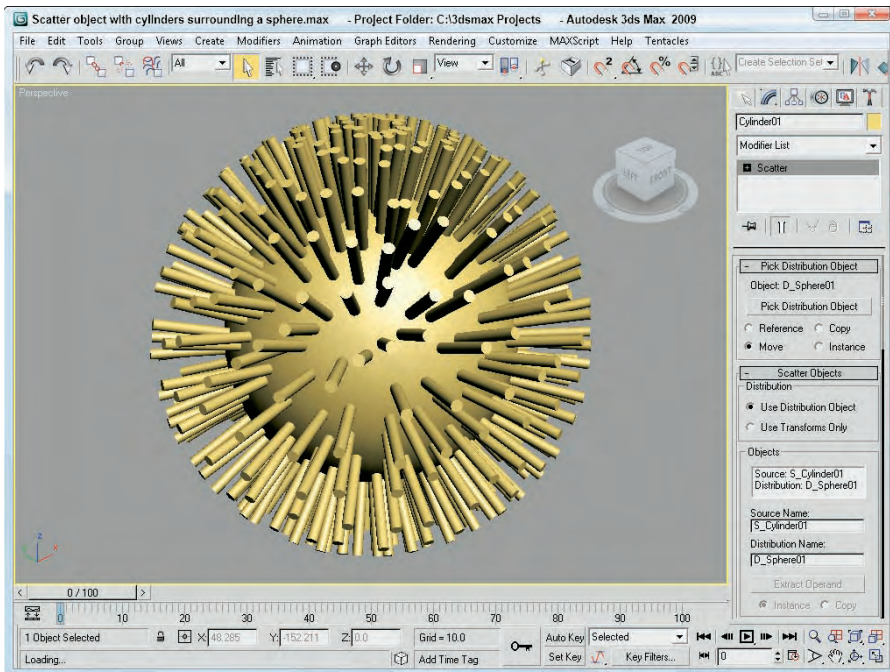 Scatter object with cylinders surrounding a sphere.max - Project Folder: C:\3dsmax Projects - Autodesk 3ds Max 2009
File Edit Tools Group Views Create Modifiers Animation Graph Editors Rendering Customize MAXScript Help Tentacles
All View Create Selection Set
Perspective
TOP
LEFT FRONT
Cylinder01
Modifier List
Scatter
- Pick Distribution Object
Object: D_Sphere01
Pick Distribution Object
Reference Copy
Move Instance
- Scatter Objects
Distribution
Use Distribution Object
Use Transforms Only
Objects
Source: S_Cylinder01
Distribution: D_Sphere01
Source Name:
S_Cylinder01
Distribution Name:
D_Sphere01
Extract Operand
Instance Copy
z
x
< 0 / 100 >
0 10 20 30 40 50 60 70 80 90 100
1 Object Selected X: 48.285 Y: -152.211 Z: 0.0 Grid = 10.0 Auto Key Selected
Loading... Add Time Tag Set Key Key Filters... 0